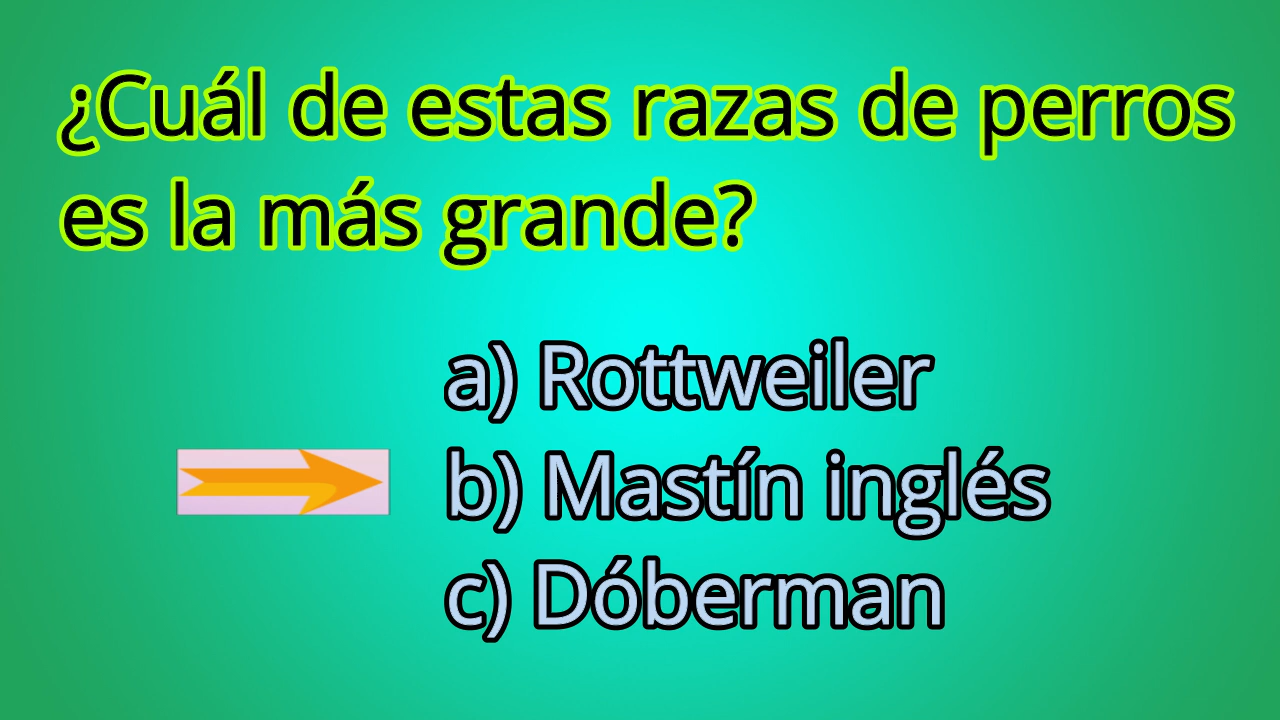 ¿Cuál de estas razas de perros
es la más grande?
a) Rottweiler
b) Mastín inglés
c) Dóberman